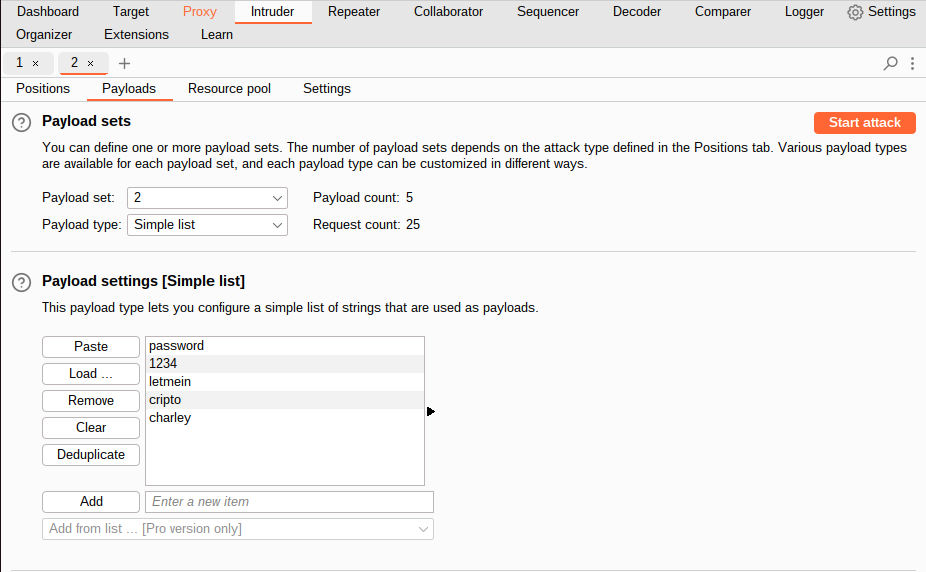 Dashboard Target Proxy Intruder Repeater Collaborator Sequencer Decoder Comparer Logger Settings
Organizer Extensions Learn
1 × 2 × +
Positions Payloads Resource pool Settings
? Payload sets Start attack
You can define one or more payload sets. The number of payload sets depends on the attack type defined in the Positions tab. Various payload types
are available for each payload set, and each payload type can be customized in different ways.
Payload set: 2 Payload count: 5
Payload type: Simple list Request count: 25
? Payload settings [Simple list]
This payload type lets you configure a simple list of strings that are used as payloads.
Paste
Load ...
Remove
Clear
Deduplicate
password
1234
letmein
cripto
charley
Add Enter a new item
Add from list ... [Pro version only]